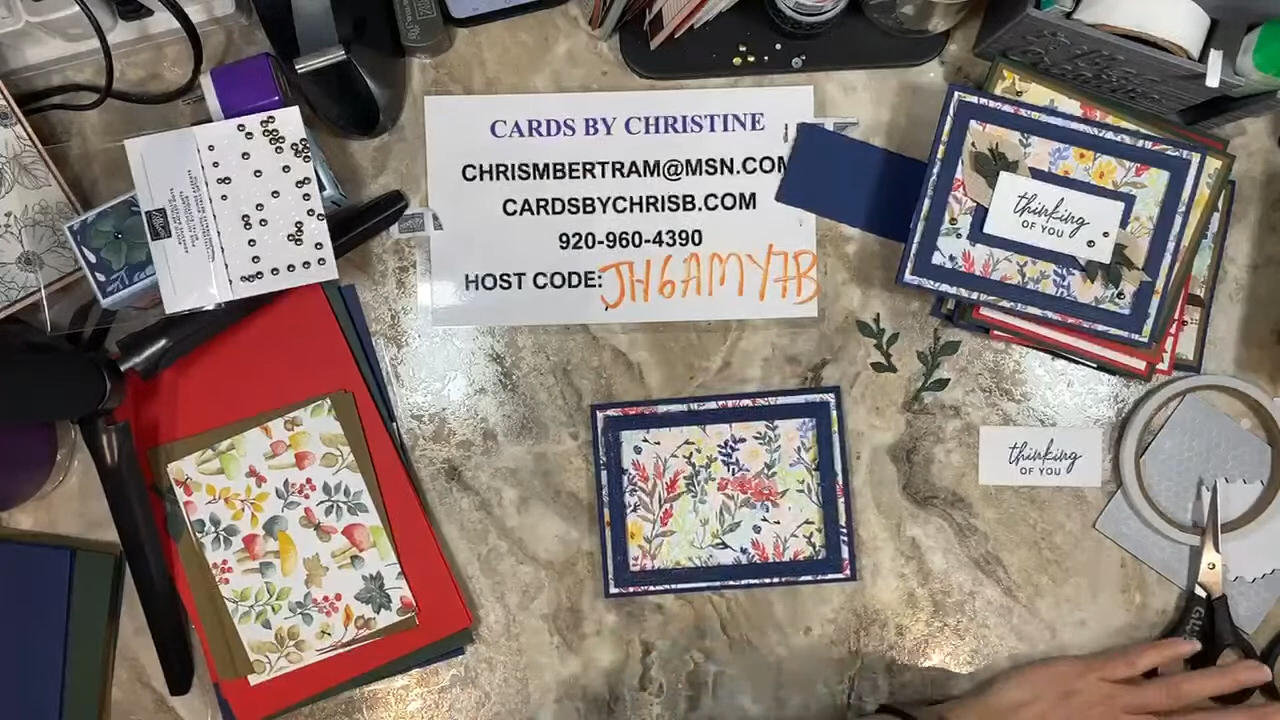 CARDS BY CHRISTINE
CHRISMBERTRAM@MSN.COM
CARDSBYCHRISB.COM
920-960-4390
HOST CODE: JH6AMY7B
thinking
OF YOU
thinking
OF YOU